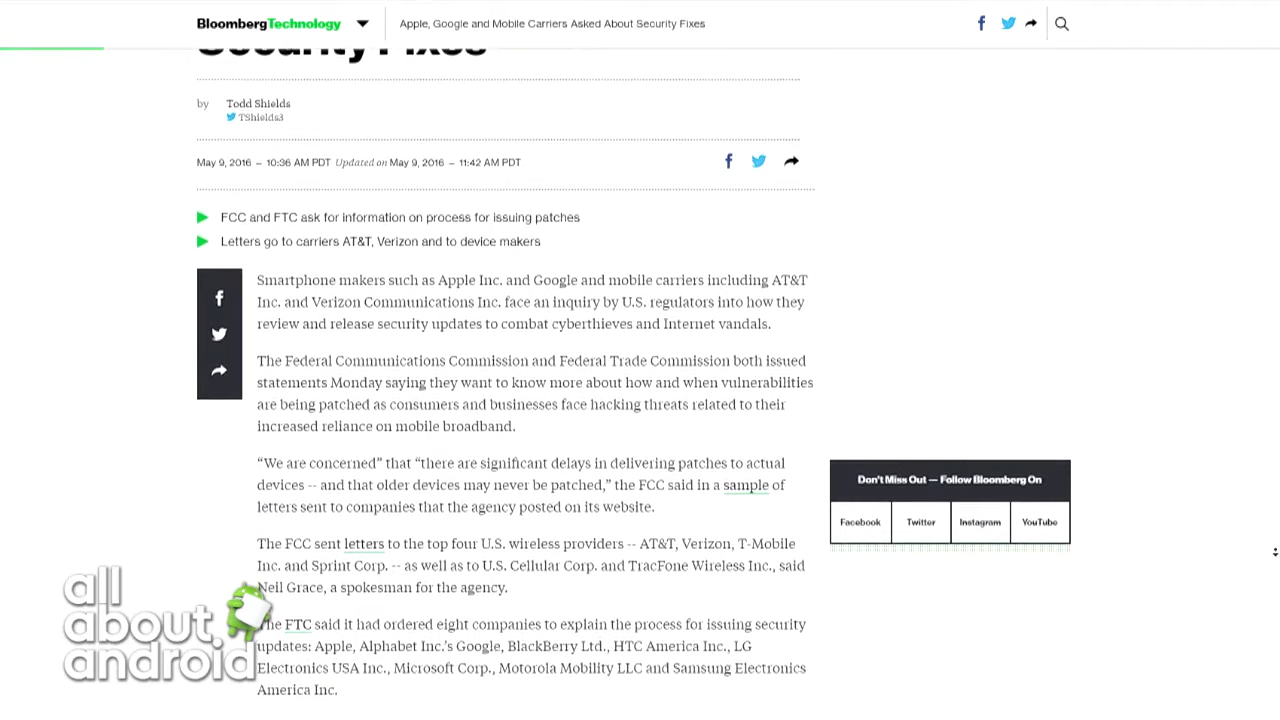 BloombergTechnology
Apple, Google and Mobile Carriers Asked About Security Fixes
Security Fixes
by Todd Shields
TShields3
May 9, 2016 – 10:36 AM PDT Updated on May 9, 2016 – 11:42 AM PDT
FCC and FTC ask for information on process for issuing patches
Letters go to carriers AT&T, Verizon and to device makers
Smartphone makers such as Apple Inc. and Google and mobile carriers including AT&T
Inc. and Verizon Communications Inc. face an inquiry by U.S. regulators into how they
review and release security updates to combat cyberthieves and Internet vandals.
The Federal Communications Commission and Federal Trade Commission both issued
statements Monday saying they want to know more about how and when vulnerabilities
are being patched as consumers and businesses face hacking threats related to their
increased reliance on mobile broadband.
“We are concerned” that “there are significant delays in delivering patches to actual
devices -- and that older devices may never be patched,” the FCC said in a sample of
letters sent to companies that the agency posted on its website.
The FCC sent letters to the top four U.S. wireless providers -- AT&T, Verizon, T-Mobile
Inc. and Sprint Corp. -- as well as to U.S. Cellular Corp. and TracFone Wireless Inc., said
Neil Grace, a spokesman for the agency.
The FTC said it had ordered eight companies to explain the process for issuing security
updates: Apple, Alphabet Inc.’s Google, BlackBerry Ltd., HTC America Inc., LG
Electronics USA Inc., Microsoft Corp., Motorola Mobility LLC and Samsung Electronics
America Inc.
Don't Miss Out — Follow Bloomberg On
Facebook Twitter Instagram YouTube
all
about
android